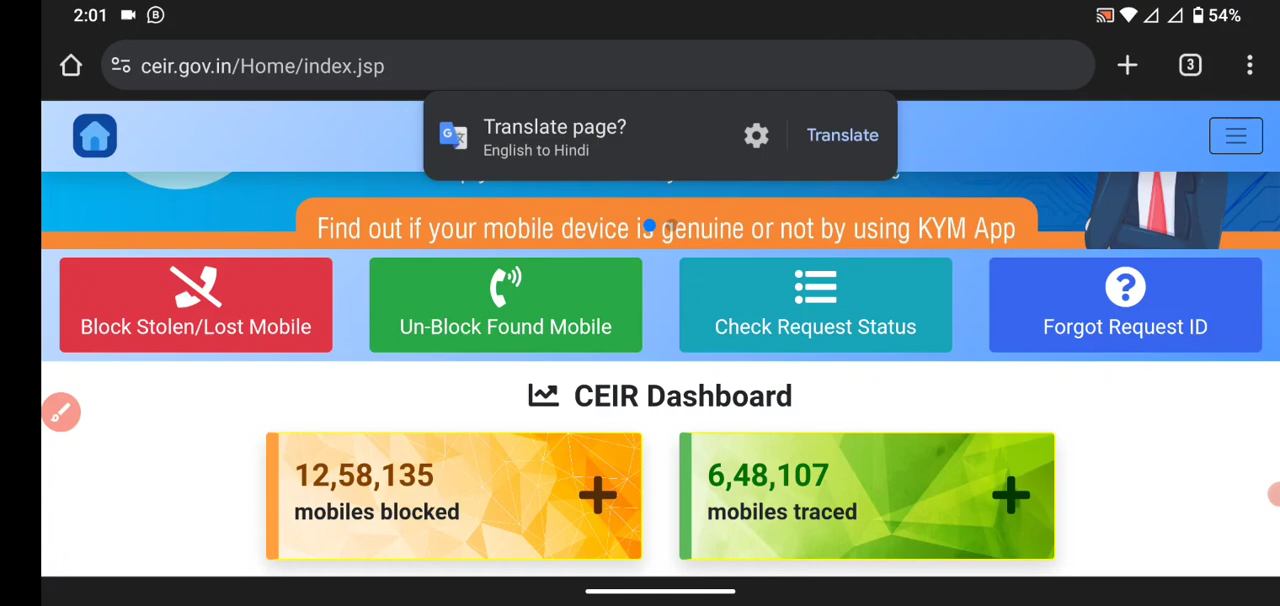 2:01
54%
ceir.gov.in/Home/index.jsp
3
Translate page?
English to Hindi
Translate
Find out if your mobile device is genuine or not by using KYM App
Block Stolen/Lost Mobile
Un-Block Found Mobile
Check Request Status
Forgot Request ID
CEIR Dashboard
12,58,135
mobiles blocked
6,48,107
mobiles traced